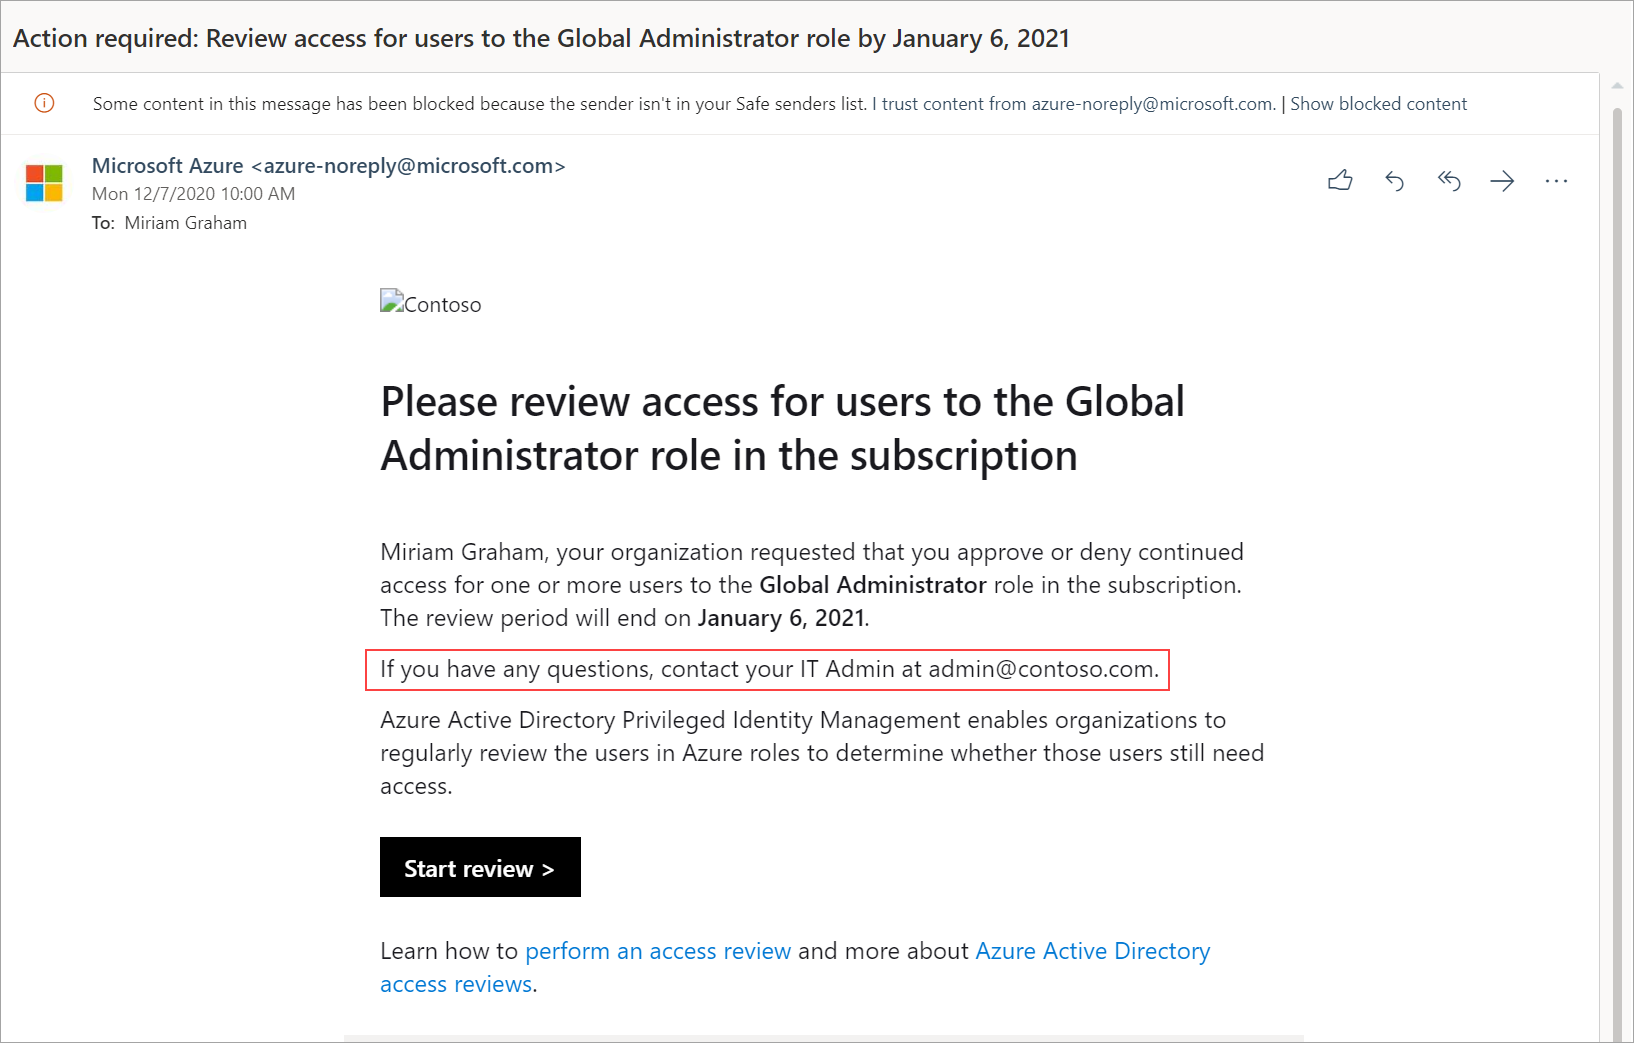 Action required: Review access for users to the Global Administrator role by January 6, 2021
Some content in this message has been blocked because the sender isn't in your Safe senders list. I trust content from azure-noreply@microsoft.com. | Show blocked content
Microsoft Azure <azure-noreply@microsoft.com>
Mon 12/7/2020 10:00 AM
To: Miriam Graham
Contoso
Please review access for users to the Global
Administrator role in the subscription
Miriam Graham, your organization requested that you approve or deny continued
access for one or more users to the Global Administrator role in the subscription.
The review period will end on January 6, 2021.
If you have any questions, contact your IT Admin at admin@contoso.com.
Azure Active Directory Privileged Identity Management enables organizations to
regularly review the users in Azure roles to determine whether those users still need
access.
Start review >
Learn how to perform an access review and more about Azure Active Directory
access reviews.